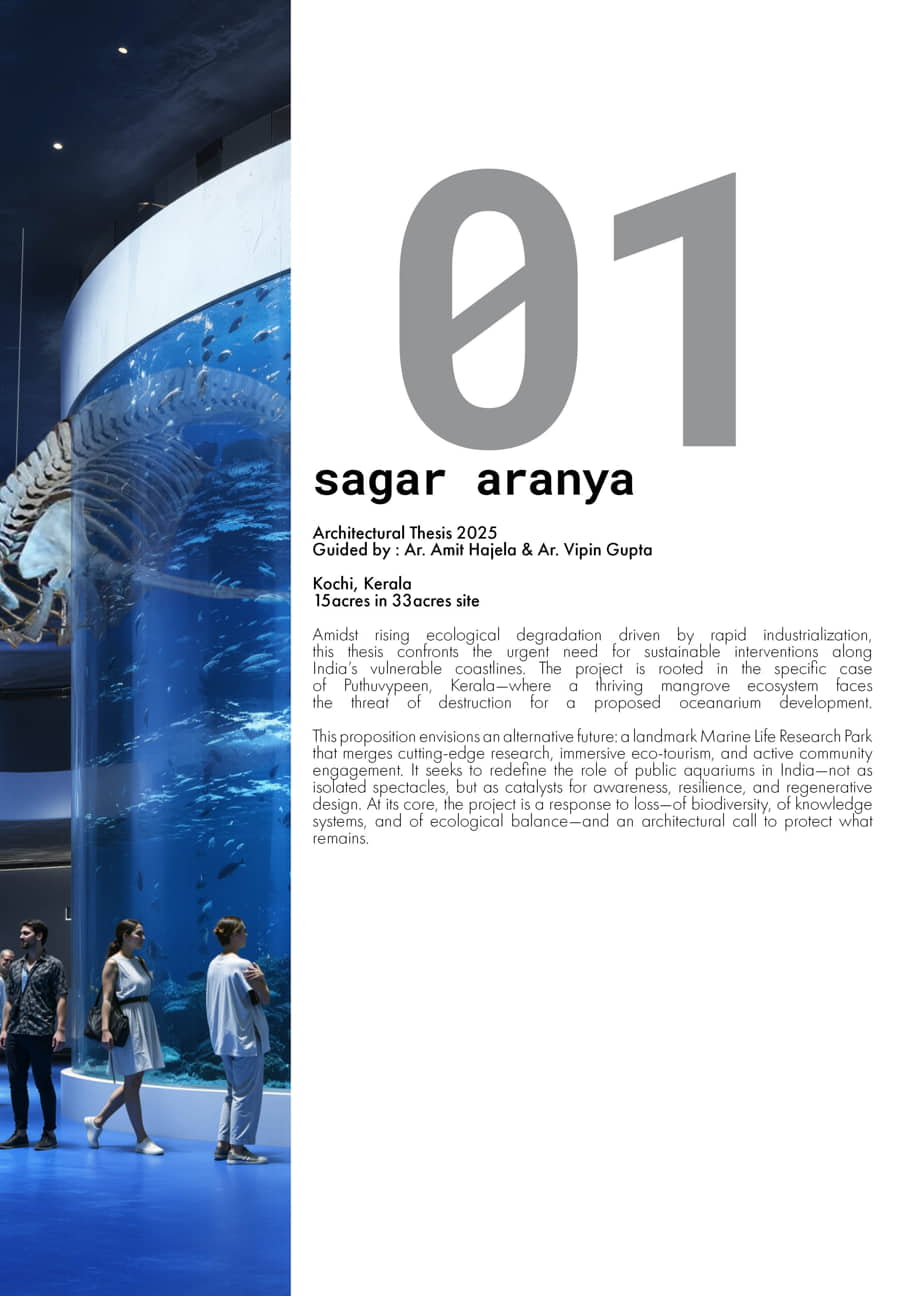 01
sagar aranya
Architectural Thesis 2025
Guided by : Ar. Amit Hajela & Ar. Vipin Gupta
Kochi, Kerala
15acres in 33acres site
Amidst rising ecological degradation driven by rapid industrialization,
this thesis confronts the urgent need for sustainable interventions along
India's vulnerable coastlines. The project is rooted in the specific case
of Puthuvypeen, Kerala—where a thriving mangrove ecosystem faces
the threat of destruction for a proposed oceanarium development.
This proposition envisions an alternative future: a landmark Marine Life Research Park
that merges cutting-edge research, immersive eco-tourism, and active community
engagement. It seeks to redefine the role of public aquariums in India—not as
isolated spectacles, but as catalysts for awareness, resilience, and regenerative
design. At its core, the project is a response to loss—of biodiversity, of knowledge
systems, and of ecological balance—and an architectural call to protect what
remains.